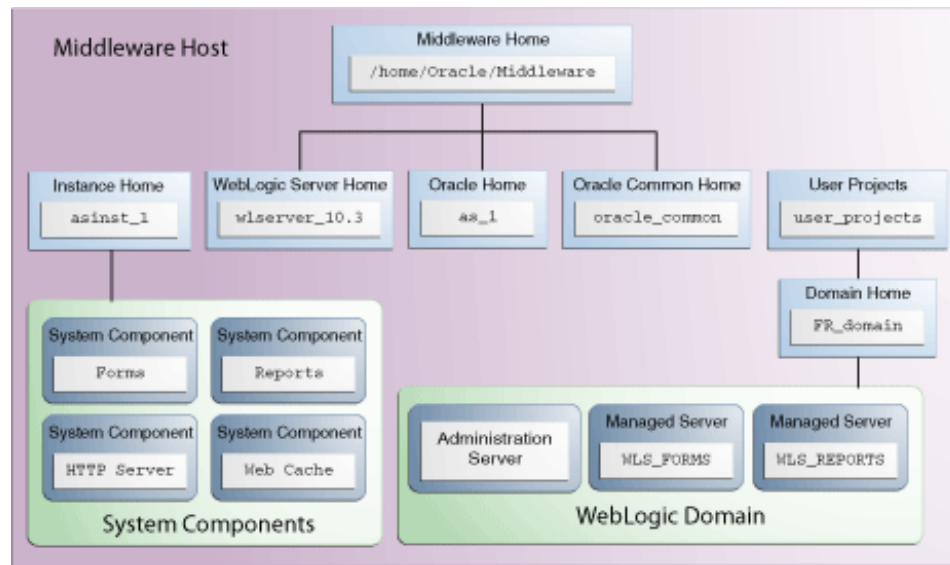 Middleware Host
Middleware Home
/home/Oracle/Middleware
Instance Home
asinst_1
WebLogic Server Home
wlserver_10.3
Oracle Home
as_1
Oracle Common Home
oracle_common
User Projects
user_projects
Domain Home
FR_domain
System Component
Forms
System Component
Reports
System Component
HTTP Server
System Component
Web Cache
System Components
Administration
Server
Managed Server
WLS_FORMS
Managed Server
WLS_REPORTS
WebLogic Domain